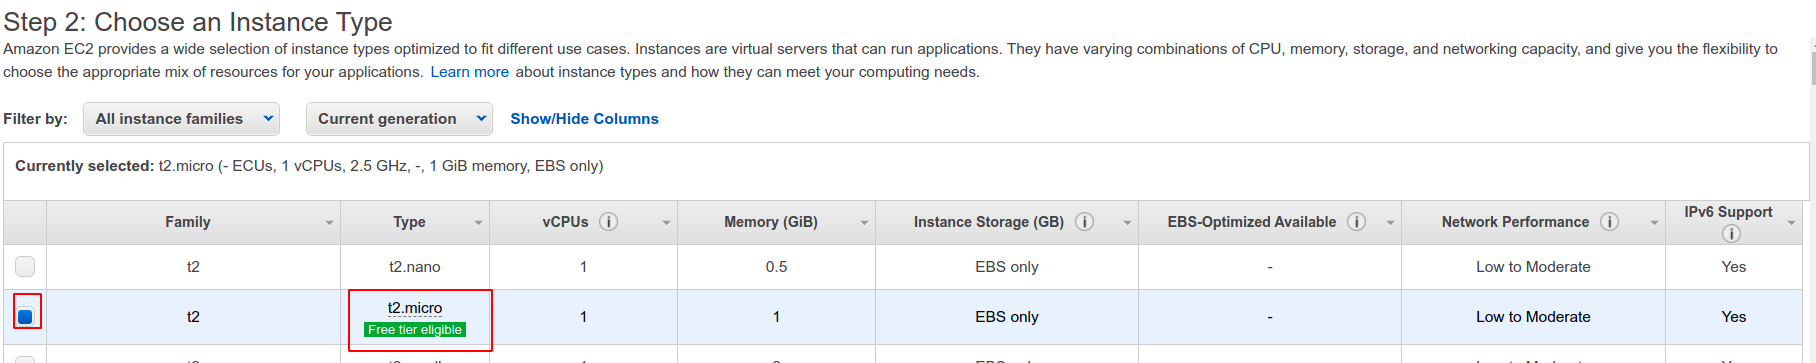 Step 2: Choose an Instance Type
Amazon EC2 provides a wide selection of instance types optimized to fit different use cases. Instances are virtual servers that can run applications. They have varying combinations of CPU, memory, storage, and networking capacity, and give you the flexibility to
choose the appropriate mix of resources for your applications. Learn more about instance types and how they can meet your computing needs.
Filter by: All instance families Current generation Show/Hide Columns
Currently selected: t2.micro (- ECUs, 1 vCPUs, 2.5 GHz, -, 1 GiB memory, EBS only)
Family Type vCPUs Memory (GiB) Instance Storage (GB) EBS-Optimized Available Network Performance IPv6 Support
t2 t2.nano 1 0.5 EBS only - Low to Moderate Yes
t2 t2.micro 1 1 EBS only - Low to Moderate Yes
Free tier eligible